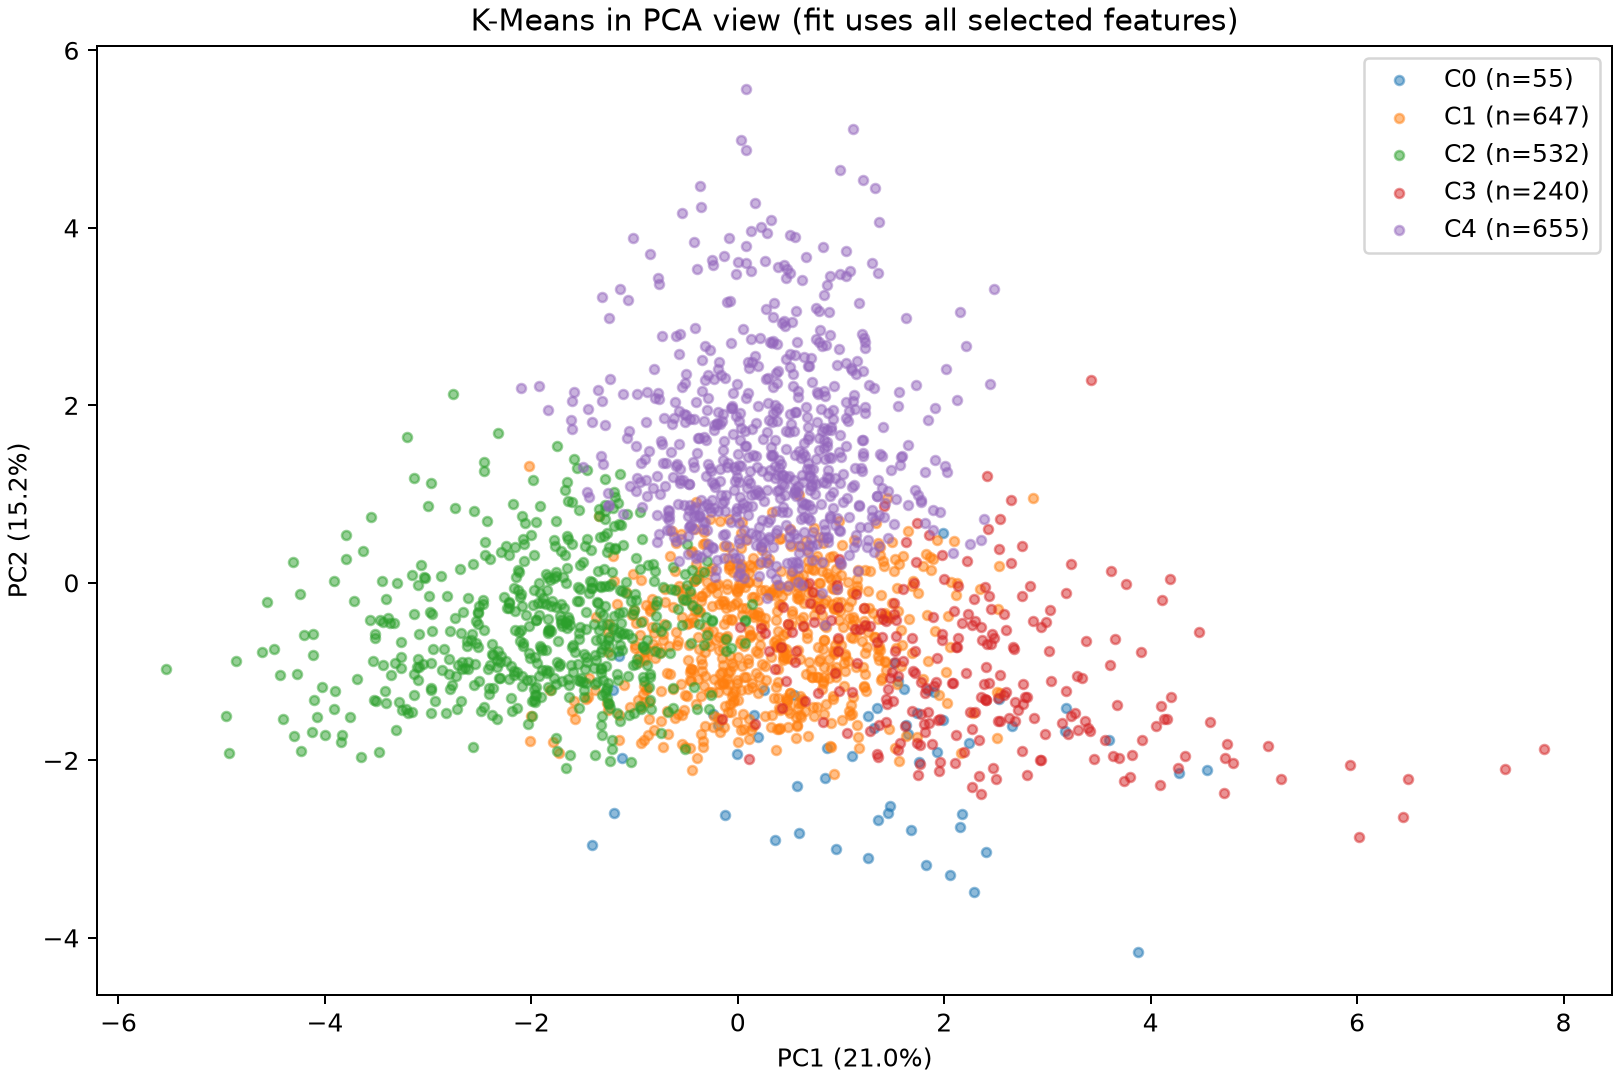 K-Means in PCA view (fit uses all selected features)
C0 (n=55)
C1 (n=647)
C2 (n=532)
C3 (n=240)
C4 (n=655)
6
4
2
0
−2
−4
PC2 (15.2%)
−6
−4
−2
0
2
4
6
8
PC1 (21.0%)